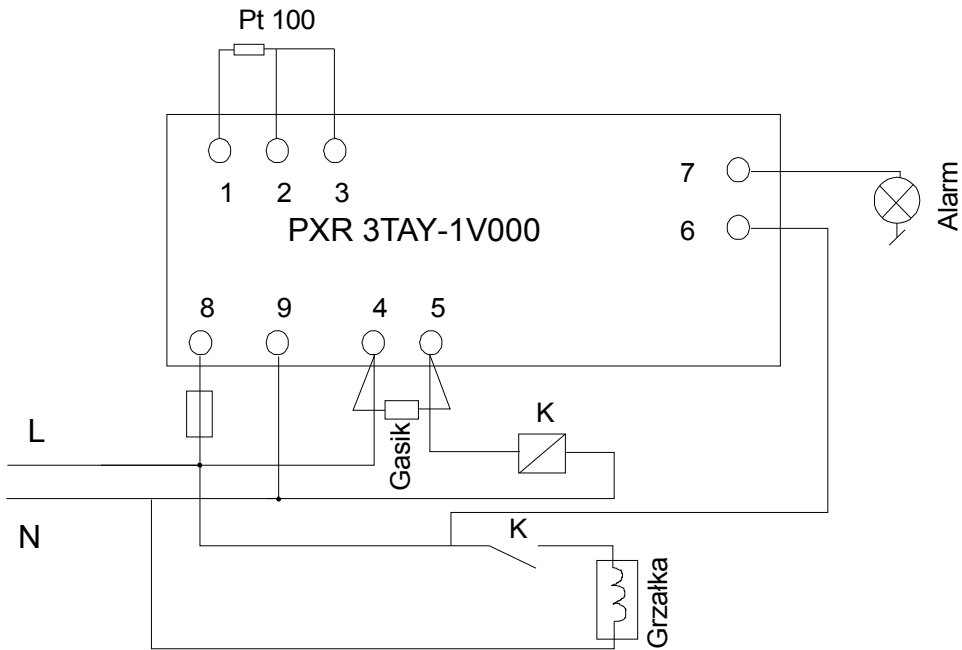 Pt 100
1 2 3
7
6
Alarm
PXR 3TAY-1V000
8 9 4 5
L
N
Gasik
K
K
Grzałka